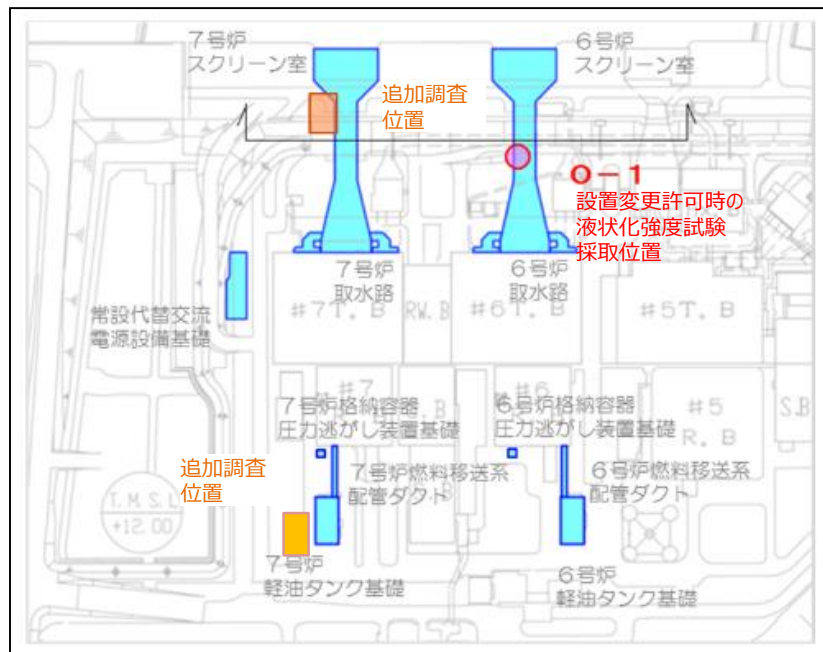 7号炉
スクリーン室
6号炉
スクリーン室
追加調査
位置
O－1
設置変更許可時の
液状化強度試験
採取位置
7号炉
取水路
6号炉
取水路
#7T. B
RW. B
#6T. B
#5T. B
常設代替交流
電源設備基礎
#7
#6
#5
R. B
S.B
7号炉格納容器
圧力逃がし装置基礎
6号炉格納容器
圧力逃がし装置基礎
追加調査
位置
7号炉燃料移送系
配管ダクト
6号炉燃料移送系
配管ダクト
T. M. S. L.
+12. 00
7号炉
軽油タンク基礎
6号炉
軽油タンク基礎